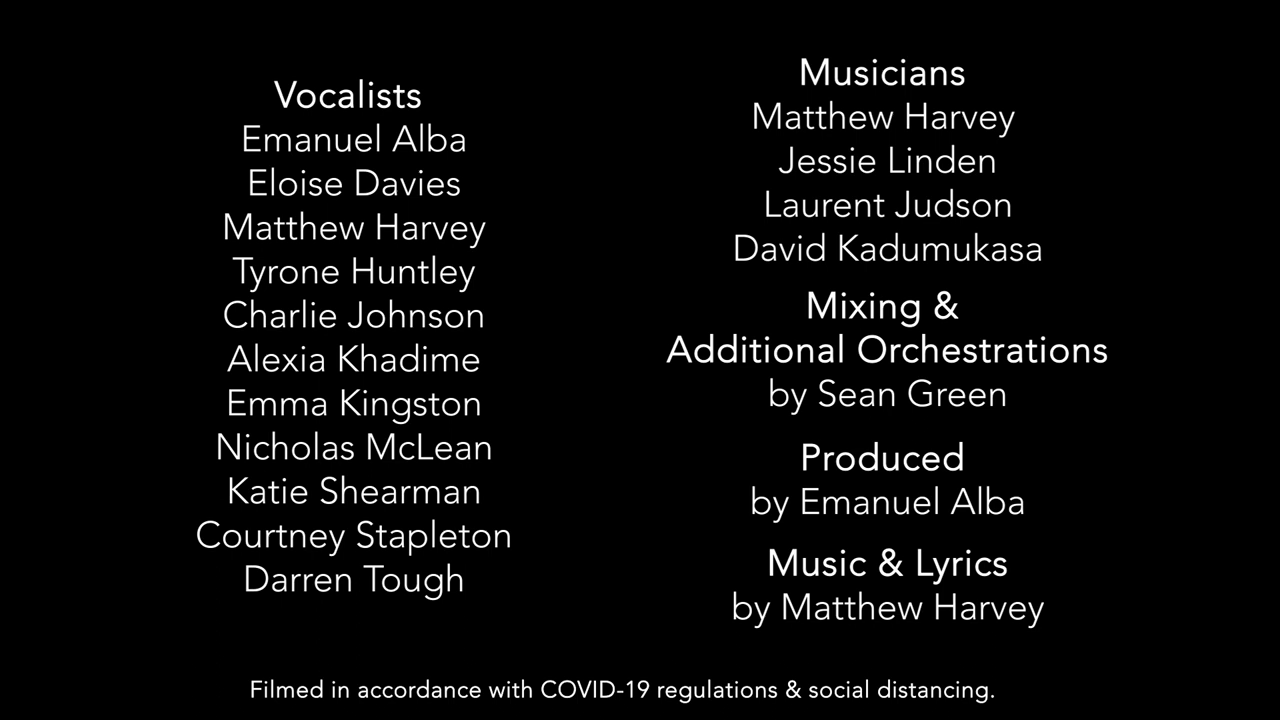 Vocalists
Emanuel Alba
Eloise Davies
Matthew Harvey
Tyrone Huntley
Charlie Johnson
Alexia Khadime
Emma Kingston
Nicholas McLean
Katie Shearman
Courtney Stapleton
Darren Tough
Musicians
Matthew Harvey
Jessie Linden
Laurent Judson
David Kadumukasa
Mixing &
Additional Orchestrations
by Sean Green
Produced
by Emanuel Alba
Music & Lyrics
by Matthew Harvey
Filmed in accordance with COVID-19 regulations & social distancing.